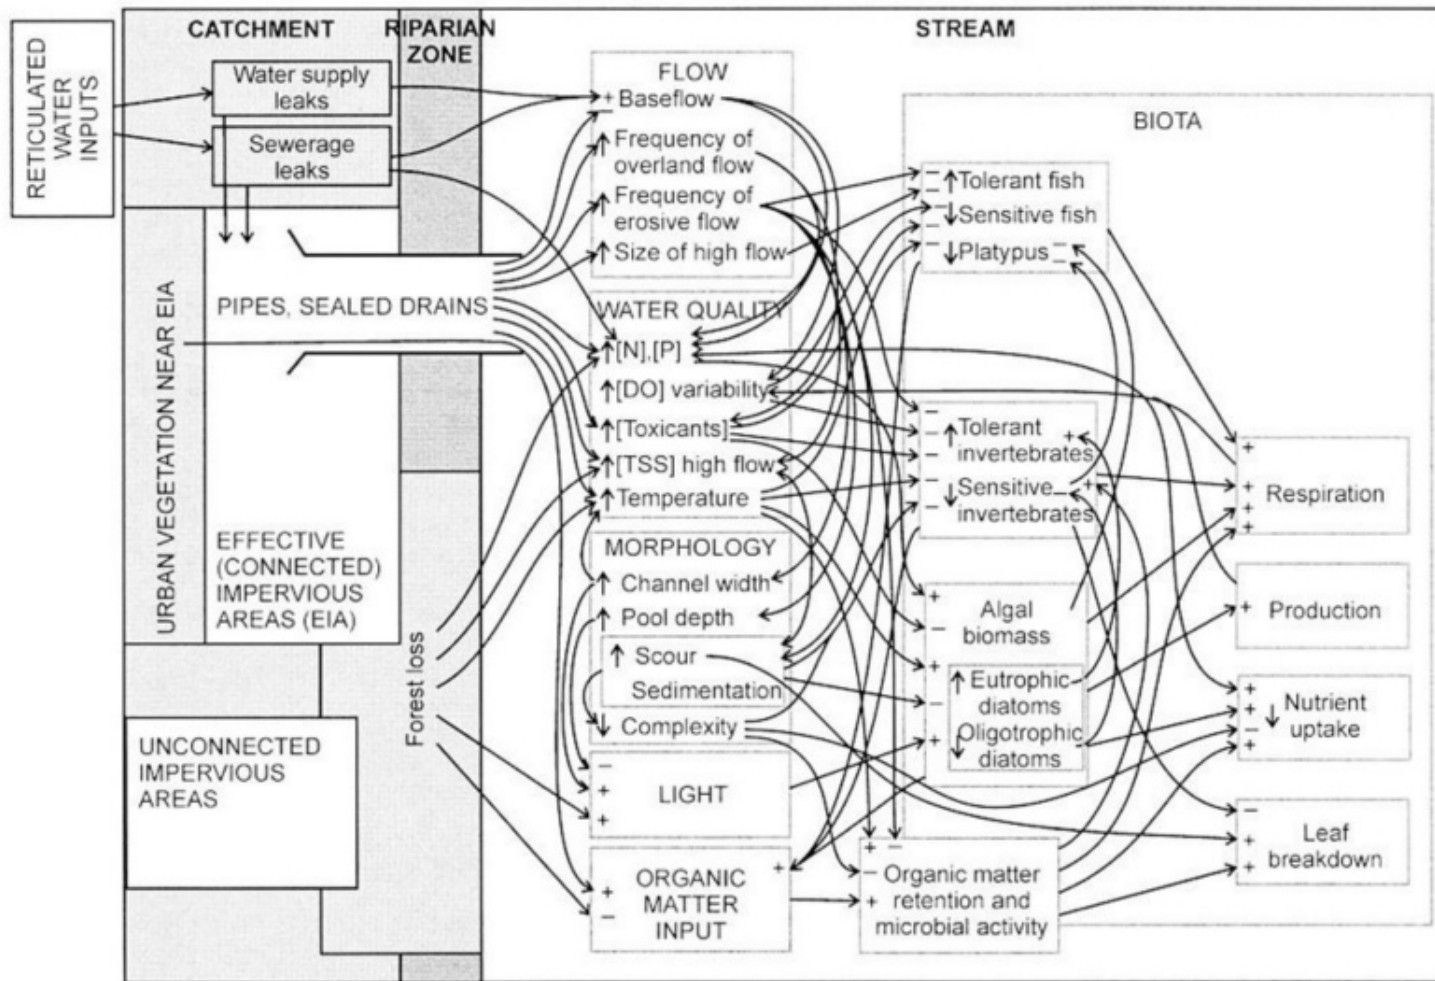 CATCHMENT
RIPARIAN
ZONE
STREAM
RETICULATED
WATER
INPUTS
Water supply
leaks
Sewerage
leaks
PIPES, SEALED DRAINS
URBAN VEGETATION NEAR EIA
EFFECTIVE
(CONNECTED)
IMPERVIOUS
AREAS (EIA)
UNCONNECTED
IMPERVIOUS
AREAS
Forest loss
FLOW
+ Baseflow
−
↑ Frequency of
overland flow
↑ Frequency of
erosive flow
↑ Size of high flow
WATER QUALITY
↑ [N],[P]
↑ [DO] variability
↑ [Toxicants]
↑ [TSS] high flow
↑ Temperature
MORPHOLOGY
↑ Channel width
↑ Pool depth
↑ Scour
Sedimentation
↓ Complexity
−
+ LIGHT
+
+
ORGANIC
+ MATTER
− INPUT
BIOTA
− ↑ Tolerant fish
−
− ↓ Sensitive fish
−
− ↓ Platypus −
−
−
− ↑ Tolerant +
− invertebrates
− ↓ Sensitive − +
− invertebrates
+ Algal
− biomass
+ ↑ Eutrophic
diatoms
−
+ ↓ Oligotrophic
diatoms
+ −
− Organic matter
+ retention and
microbial activity
+
+ Respiration
+
+
+ Production
+
+ ↓ Nutrient
− uptake
+
−
+ Leaf
+ breakdown